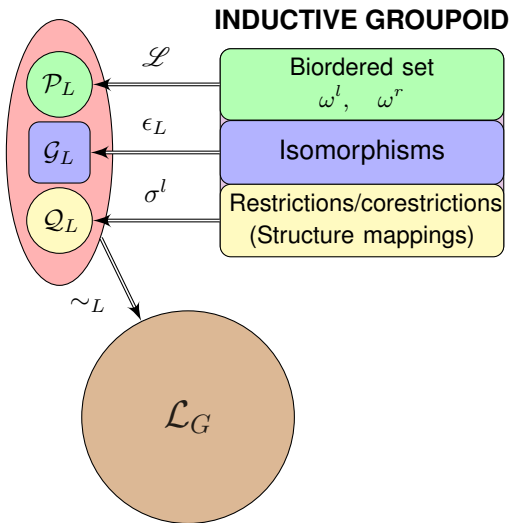 INDUCTIVE GROUPOID
𝒫_L
ℒ
Biordered set
ω^l, ω^r
𝒢_L
ϵ_L
Isomorphisms
𝒬_L
σ^l
Restrictions/corestrictions
(Structure mappings)
∼_L
ℒ_G